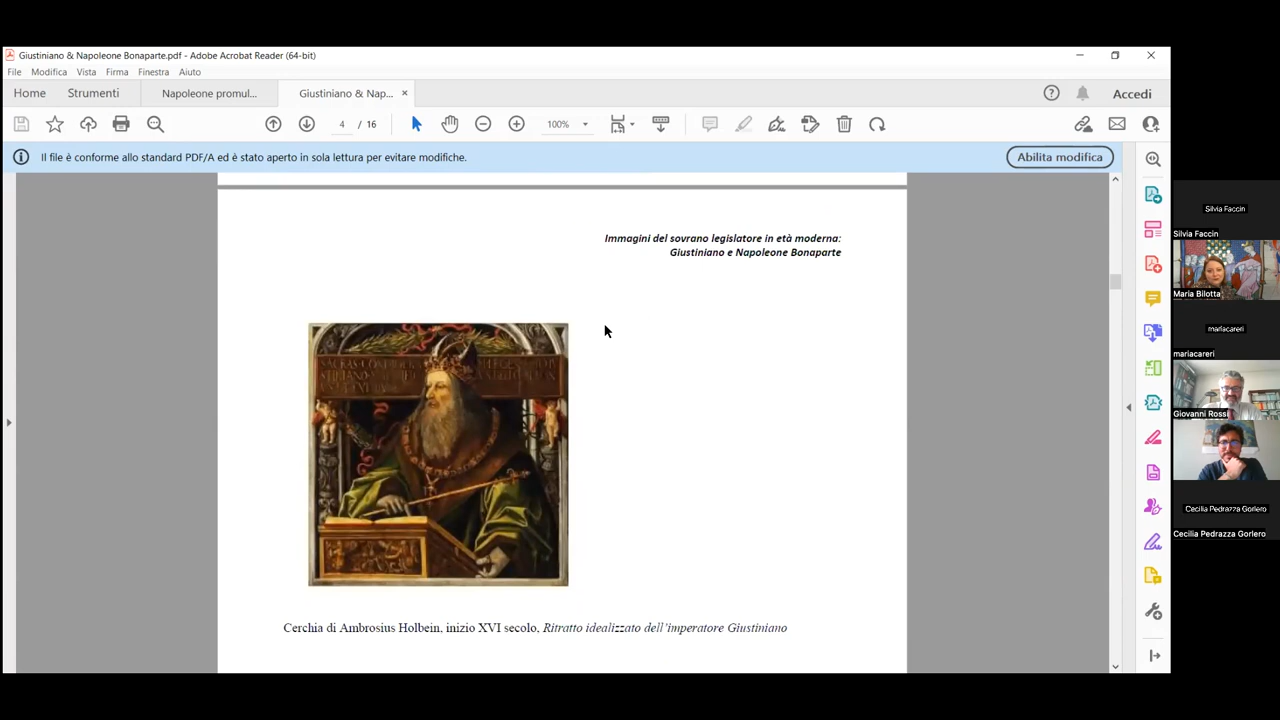 Giustiniano & Napoleone Bonaparte.pdf - Adobe Acrobat Reader (64-bit)
File Modifica Vista Firma Finestra Aiuto
Home Strumenti Napoleone promul... Giustiniano & Nap... × Accedi
4 / 16 100%
Il file è conforme allo standard PDF/A ed è stato aperto in sola lettura per evitare modifiche. Abilita modifica
Immagini del sovrano legislatore in età moderna:
Giustiniano e Napoleone Bonaparte
Cerchia di Ambrosius Holbein, inizio XVI secolo, Ritratto idealizzato dell'imperatore Giustiniano
Silvia Faccin
Silvia Faccin
Maria Bilotta
mariacareri
mariacareri
Giovanni Rossi
Cecilia Pedrazza Gorlero
Cecilia Pedrazza Gorlero